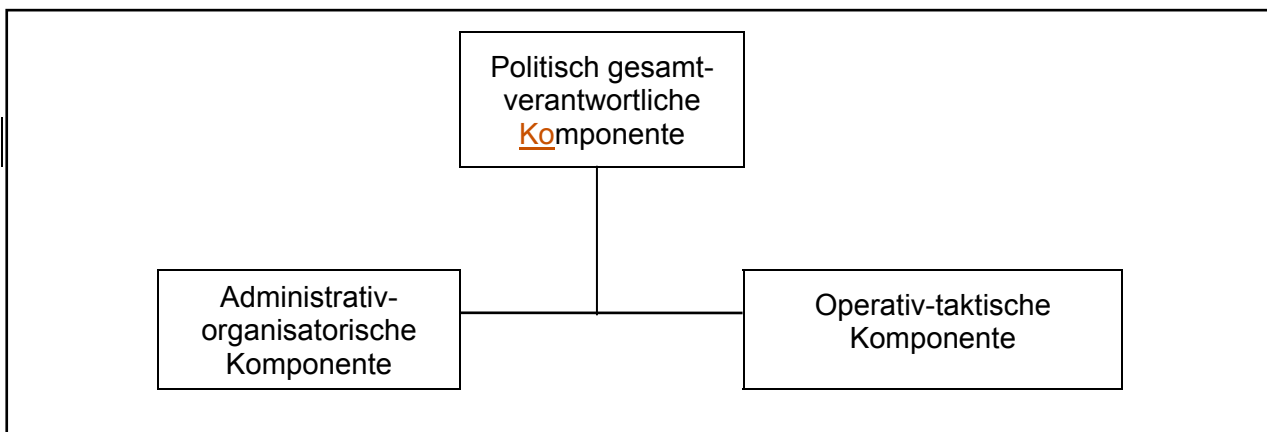 Politisch gesamt-
verantwortliche
Komponente
Administrativ-
organisatorische
Komponente
Operativ-taktische
Komponente